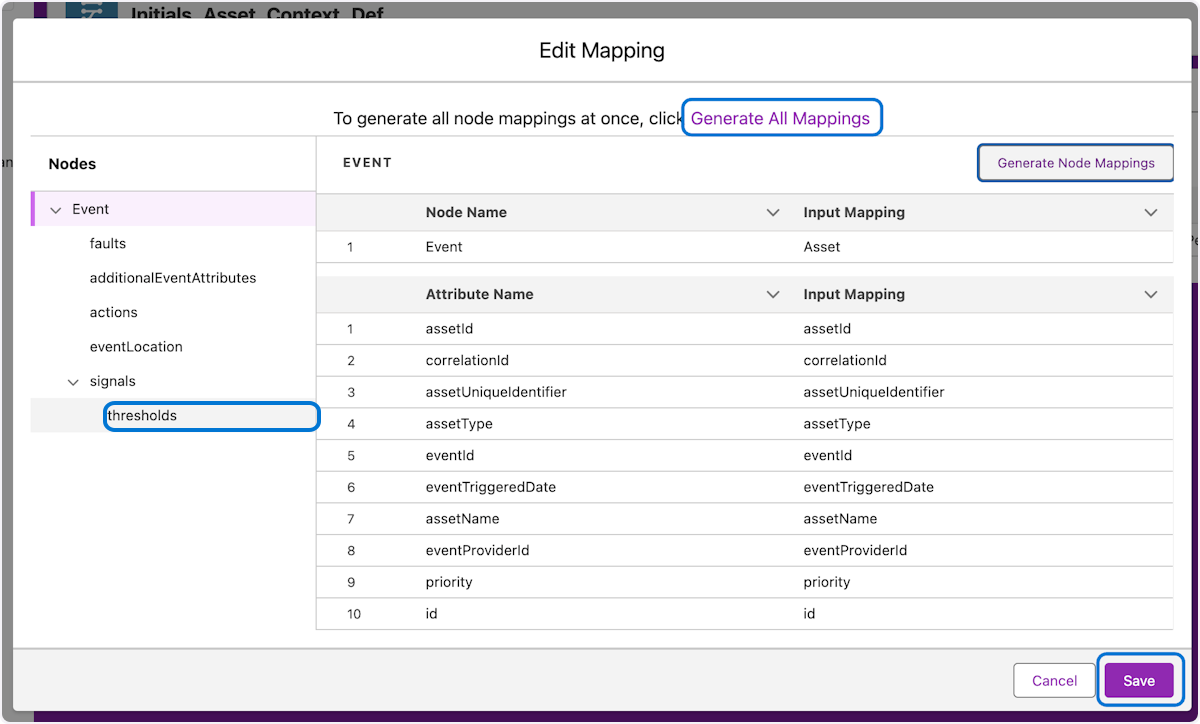 Initials_Asset_Context_Def
Edit Mapping
To generate all node mappings at once, click Generate All Mappings
Nodes
Event
faults
additionalEventAttributes
actions
eventLocation
signals
thresholds
EVENT
Generate Node Mappings
Node Name Input Mapping
1 Event Asset
Attribute Name Input Mapping
1 assetId assetId
2 correlationId correlationId
3 assetUniqueIdentifier assetUniqueIdentifier
4 assetType assetType
5 eventId eventId
6 eventTriggeredDate eventTriggeredDate
7 assetName assetName
8 eventProviderId eventProviderId
9 priority priority
10 id id
Cancel Save